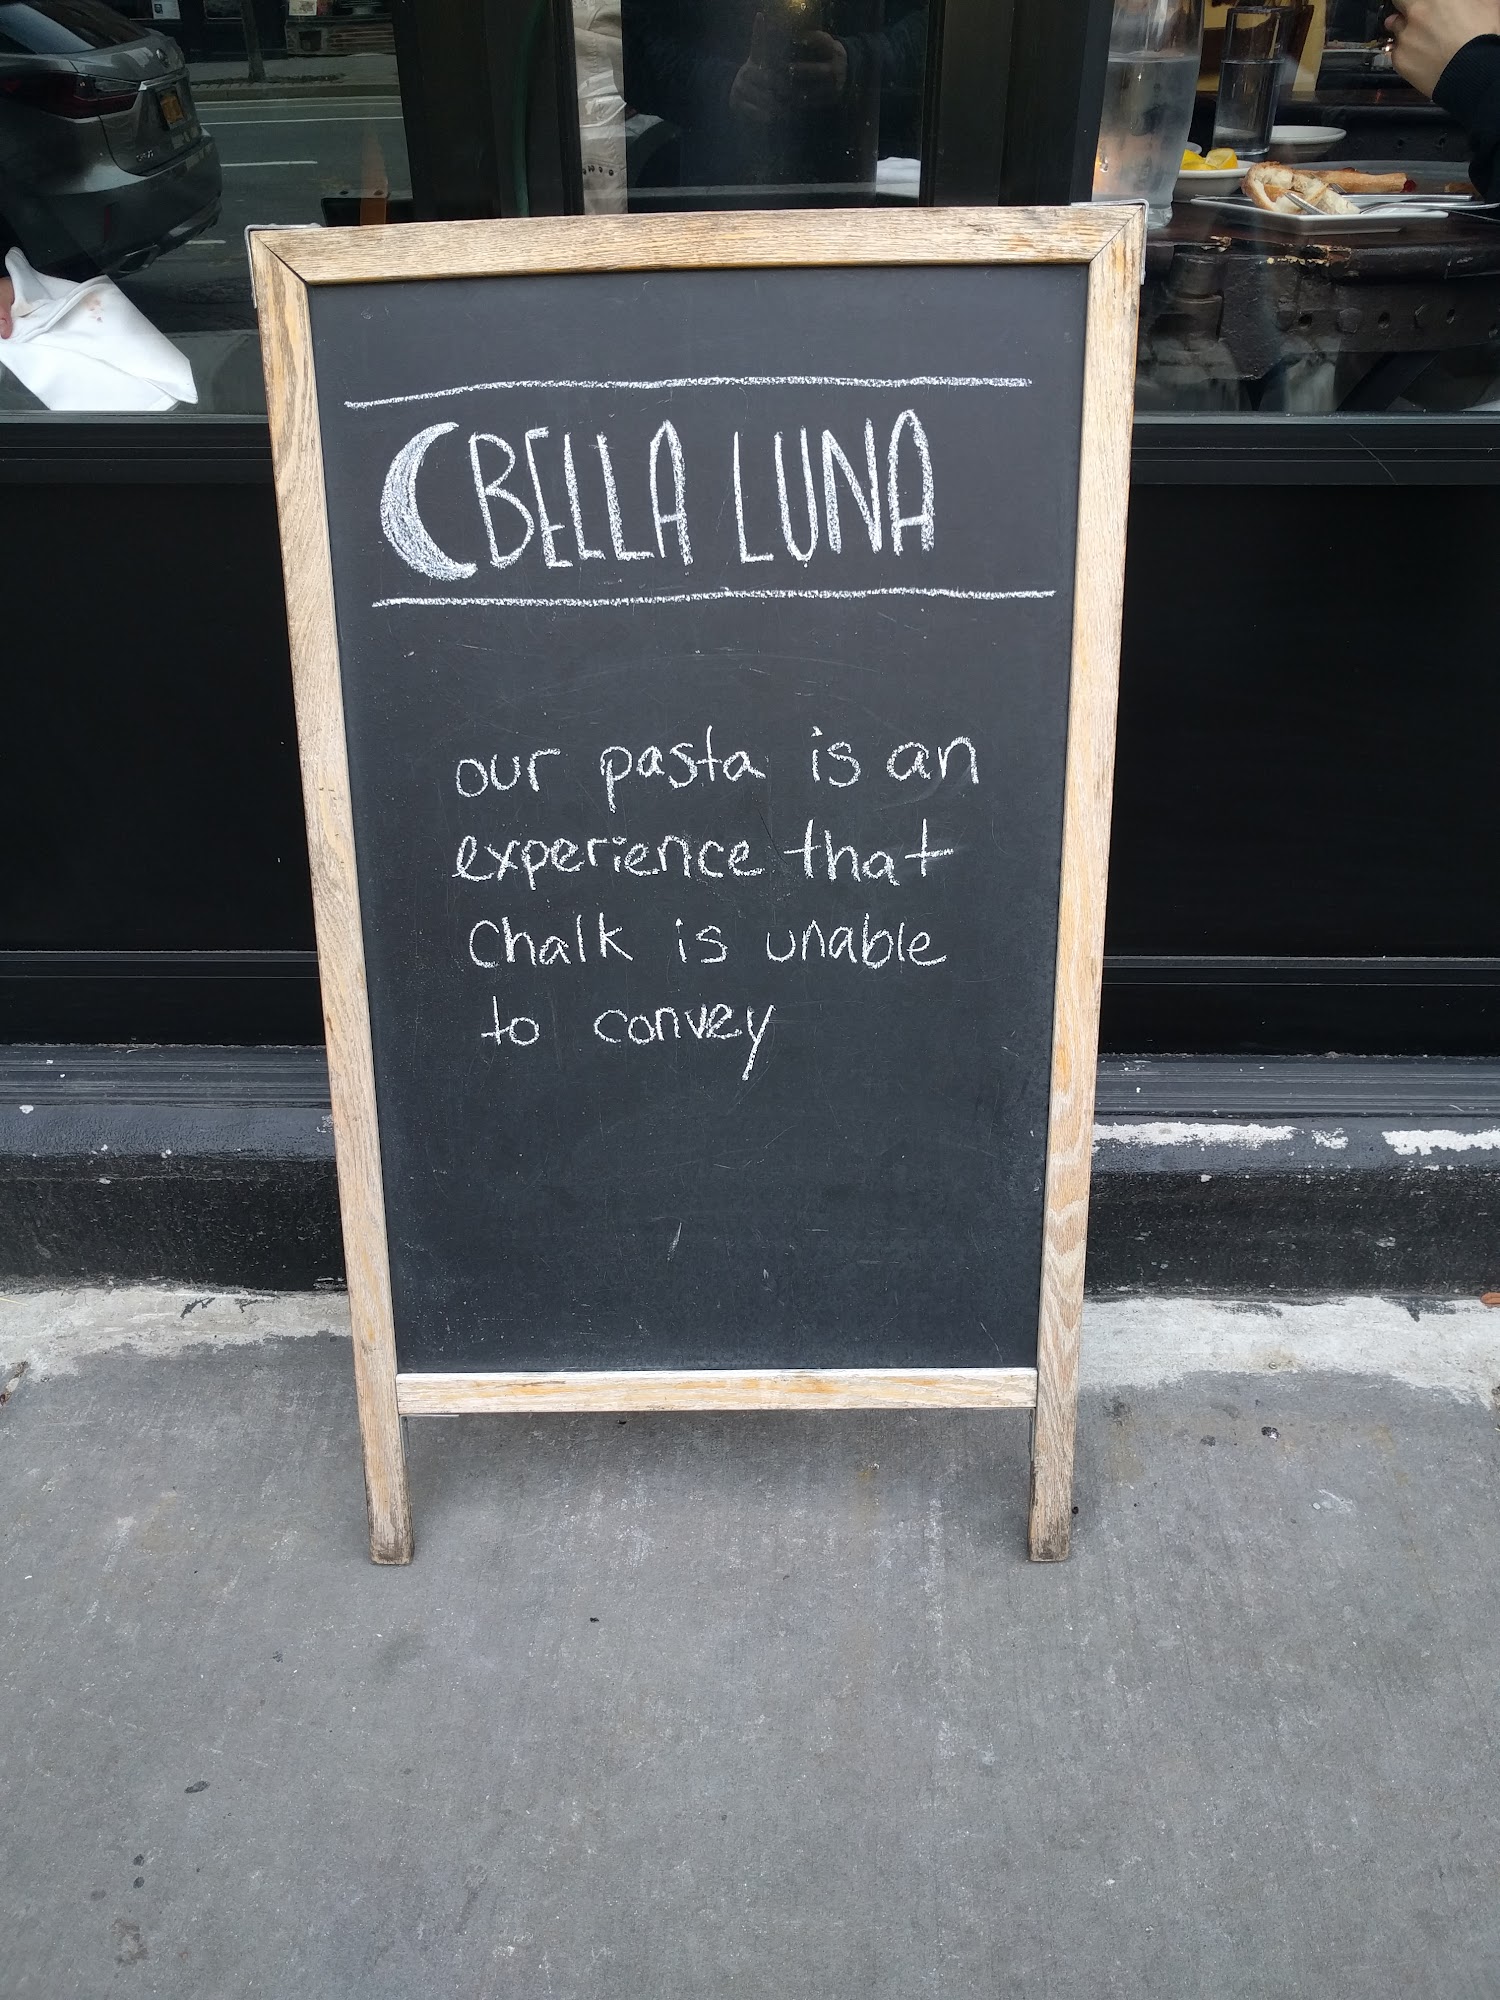 BELLA LUNA
our pasta is an
experience that
Chalk is unable
to convey